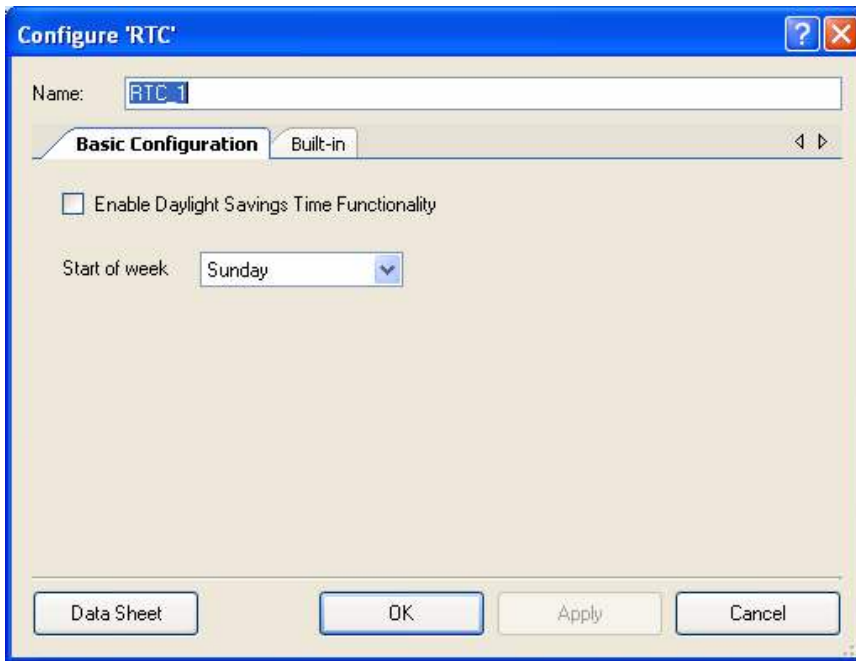 Configure 'RTC'
Name: RTC_1
Basic Configuration Built-in
Enable Daylight Savings Time Functionality
Start of week Sunday
Data Sheet OK Apply Cancel